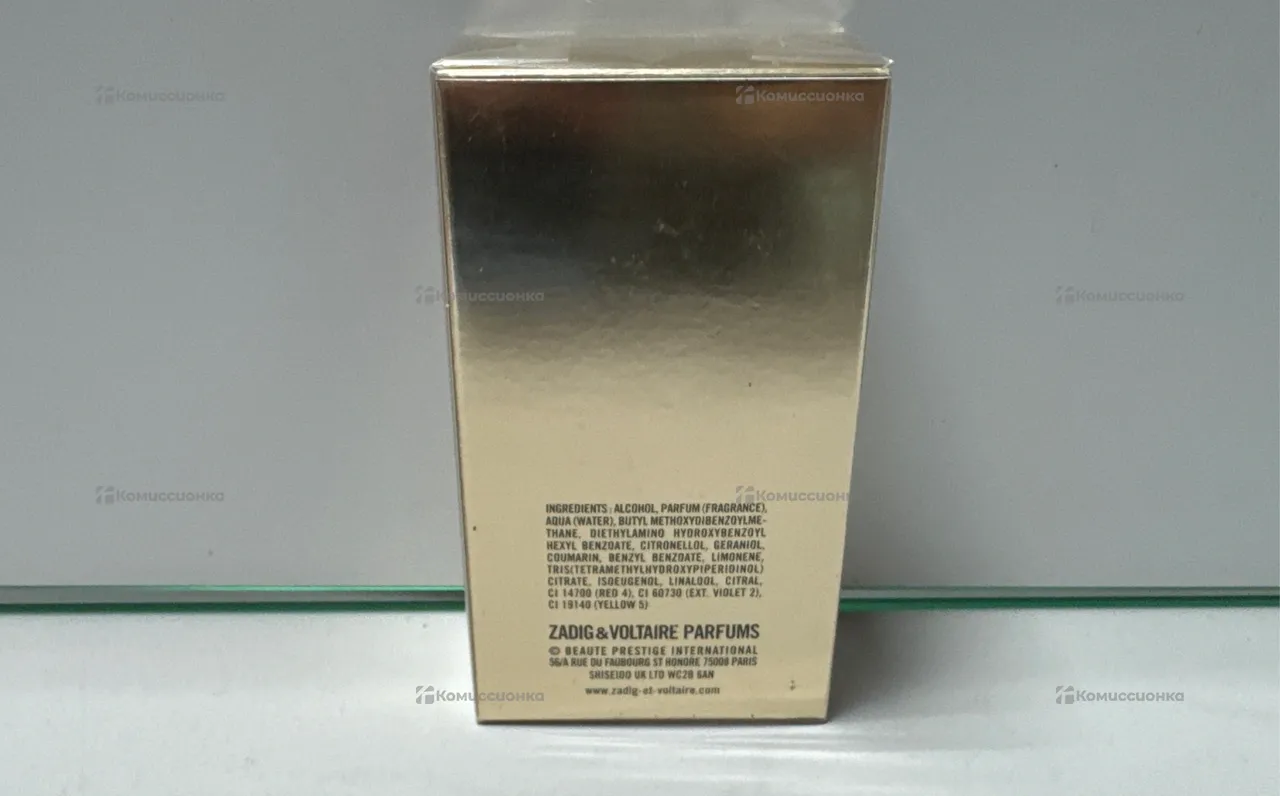 Комиссионка
Комиссионка
Комиссионка
Комиссионка
Комиссионка
Комиссионка
INGREDIENTS : ALCOHOL, PARFUM (FRAGRANCE),
AQUA (WATER), BUTYL METHOXYDIBENZOYLME-
THANE, DIETHYLAMINO HYDROXYBENZOYL
HEXYL BENZOATE, CITRONELLOL, GERANIOL,
COUMARIN, BENZYL BENZOATE, LIMONENE,
TRIS(TETRAMETHYLHYDROXYPIPERIDINOL)
CITRATE, ISOEUGENOL, LINALOOL, CITRAL,
CI 14700 (RED 4), CI 60730 (EXT. VIOLET 2),
CI 19140 (YELLOW 5)
ZADIG & VOLTAIRE PARFUMS
© BEAUTE PRESTIGE INTERNATIONAL
56/A RUE DU FAUBOURG ST HONORE 75008 PARIS
SHISEIDO UK LTD WC2B 6AN
www.zadig-et-voltaire.com
Комиссионка
Комиссионка